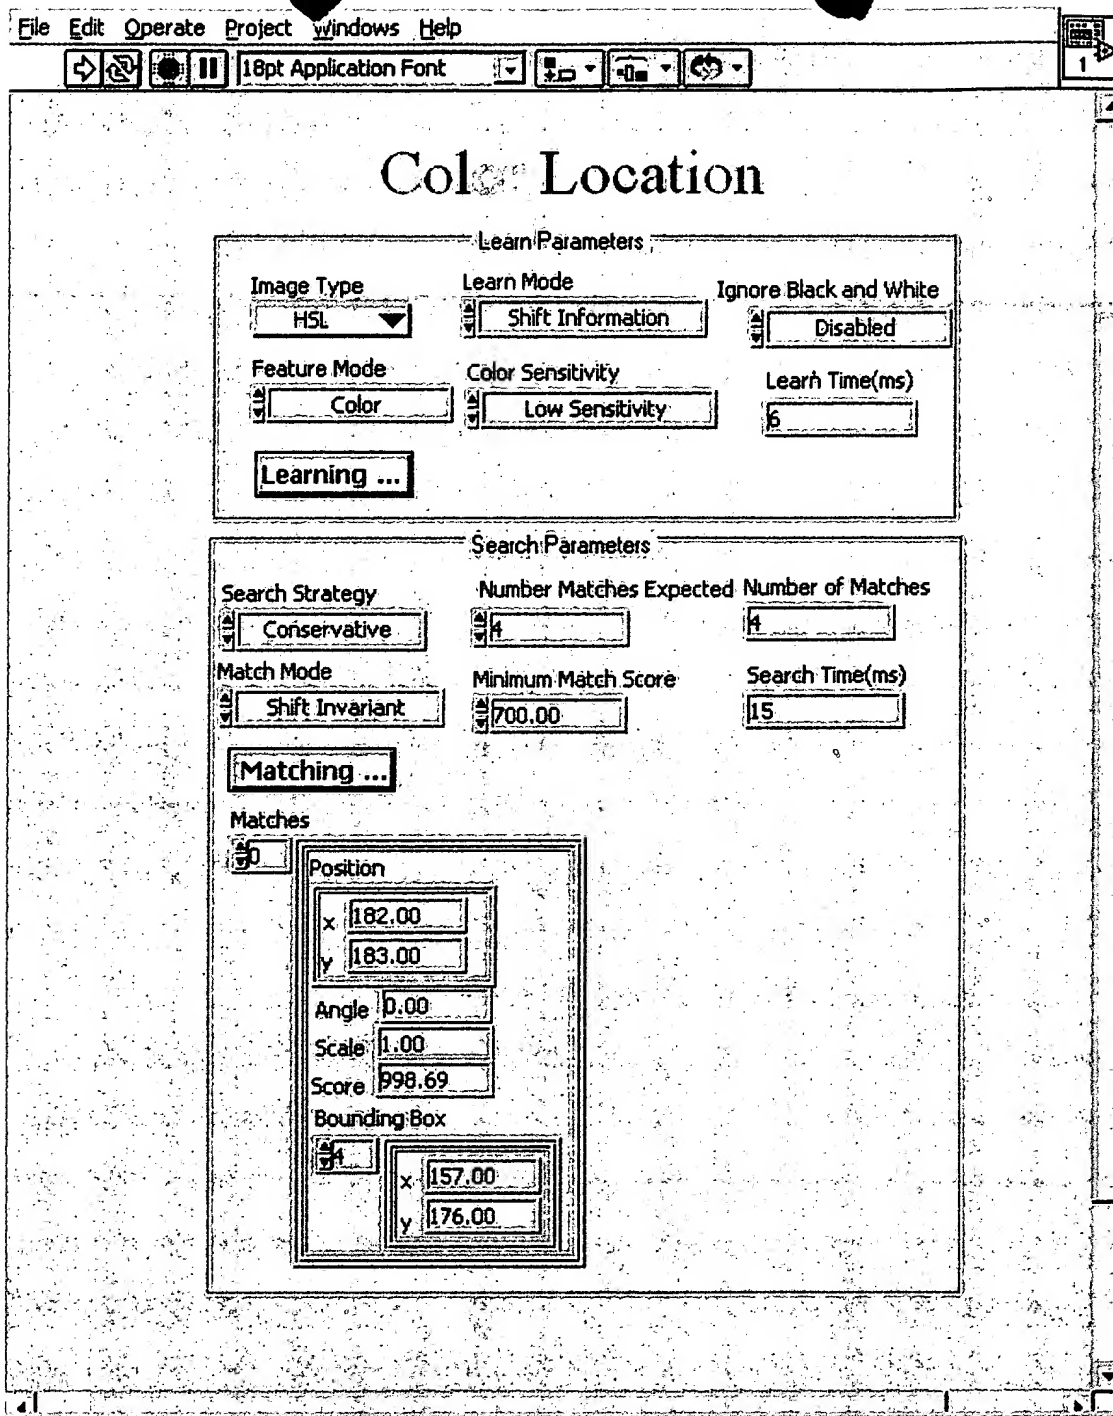 File Edit Operate Project Windows Help
18pt Application Font
1
Color Location
Learn Parameters
Image Type Learn Mode Ignore Black and White
HSL Shift Information Disabled
Feature Mode Color Sensitivity Learn Time(ms)
Color Low Sensitivity 6
Learning ...
Search Parameters
Search Strategy Number Matches Expected Number of Matches
Conservative 4 4
Match Mode Minimum Match Score Search Time(ms)
Shift Invariant 700.00 15
Matching ...
Matches
0
Position
x 182.00
y 183.00
Angle 0.00
Scale 1.00
Score 998.69
Bounding Box
4
x 157.00
y 176.00